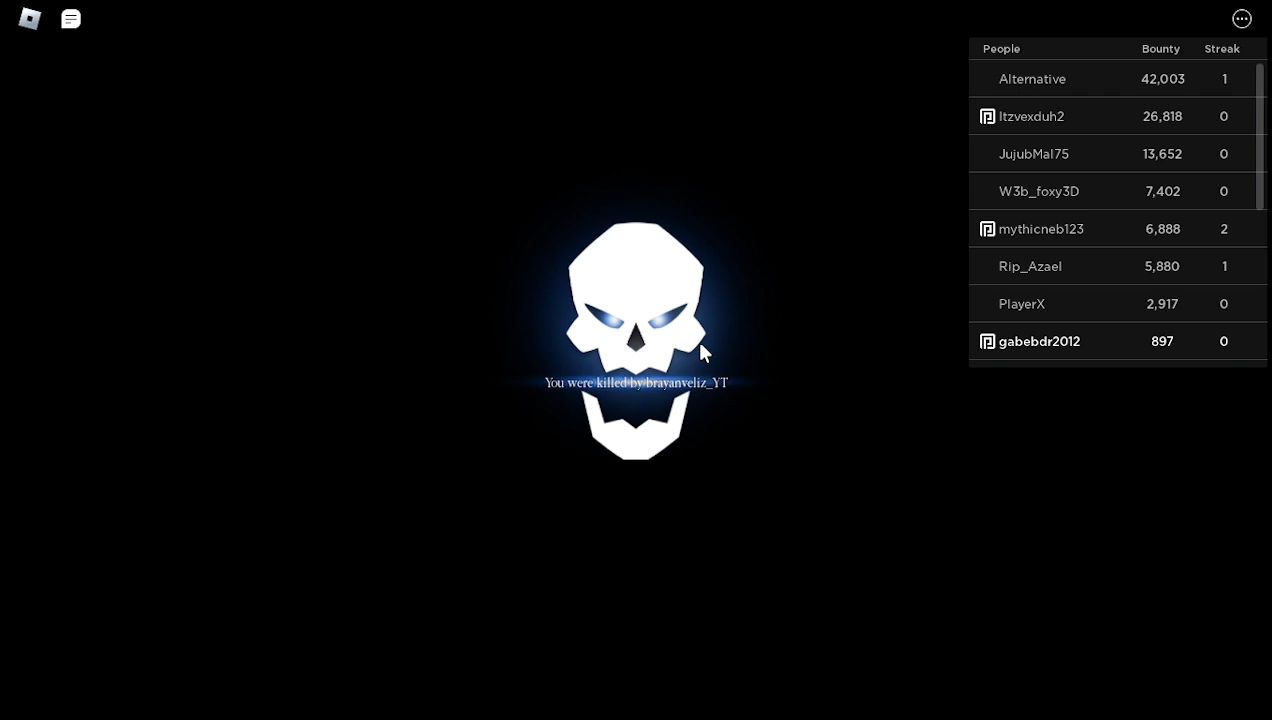 People Bounty Streak
Alternative 42,003 1
Itzvexduh2 26,818 0
JujubMal75 13,652 0
W3b_foxy3D 7,402 0
mythicneb123 6,888 2
Rip_Azael 5,880 1
PlayerX 2,917 0
gabebdr2012 897 0
You were killed by brayanveliz_YT